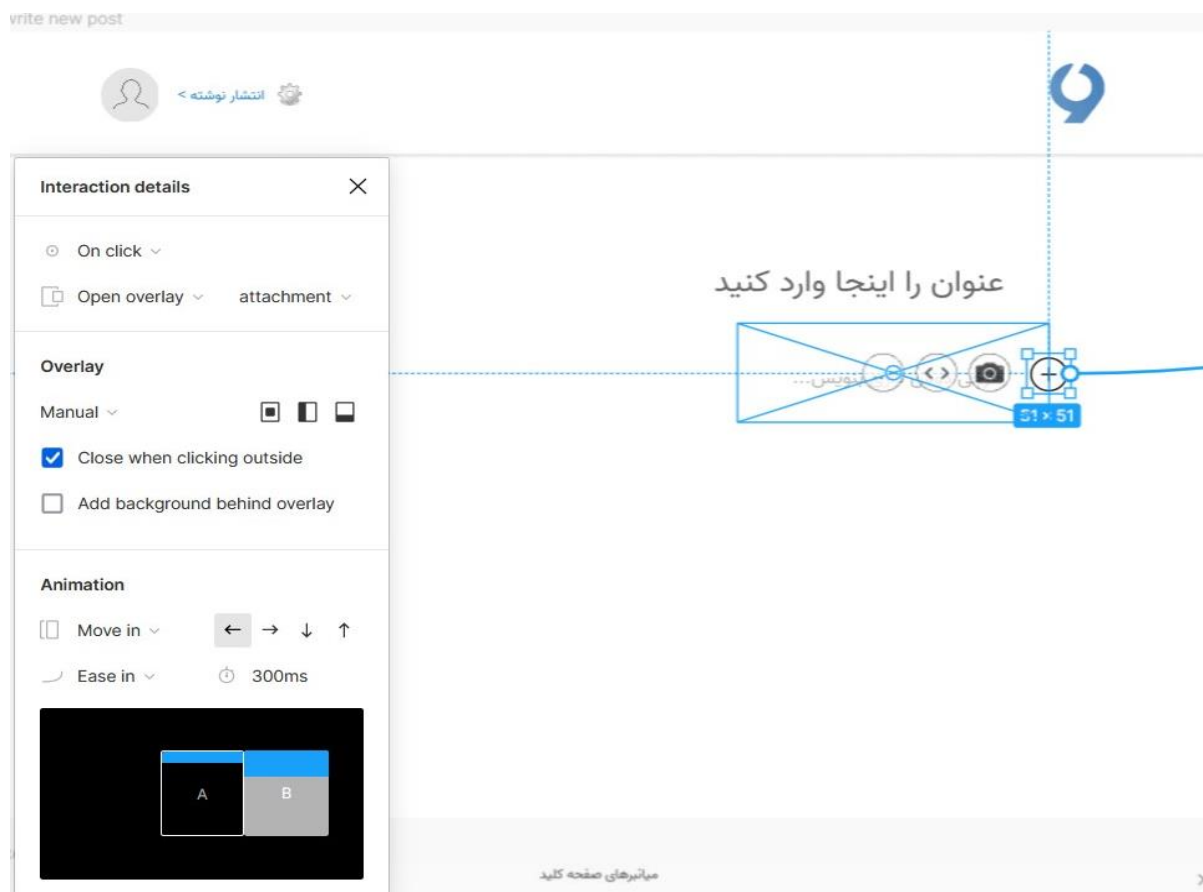 write new post
انتشار نوشته >
Interaction details
On click
Open overlay attachment
عنوان را اینجا وارد کنید
Overlay
Manual
51 × 51
Close when clicking outside
Add background behind overlay
Animation
Move in
Ease in 300ms
A B
میانبرهای صفحه کلید